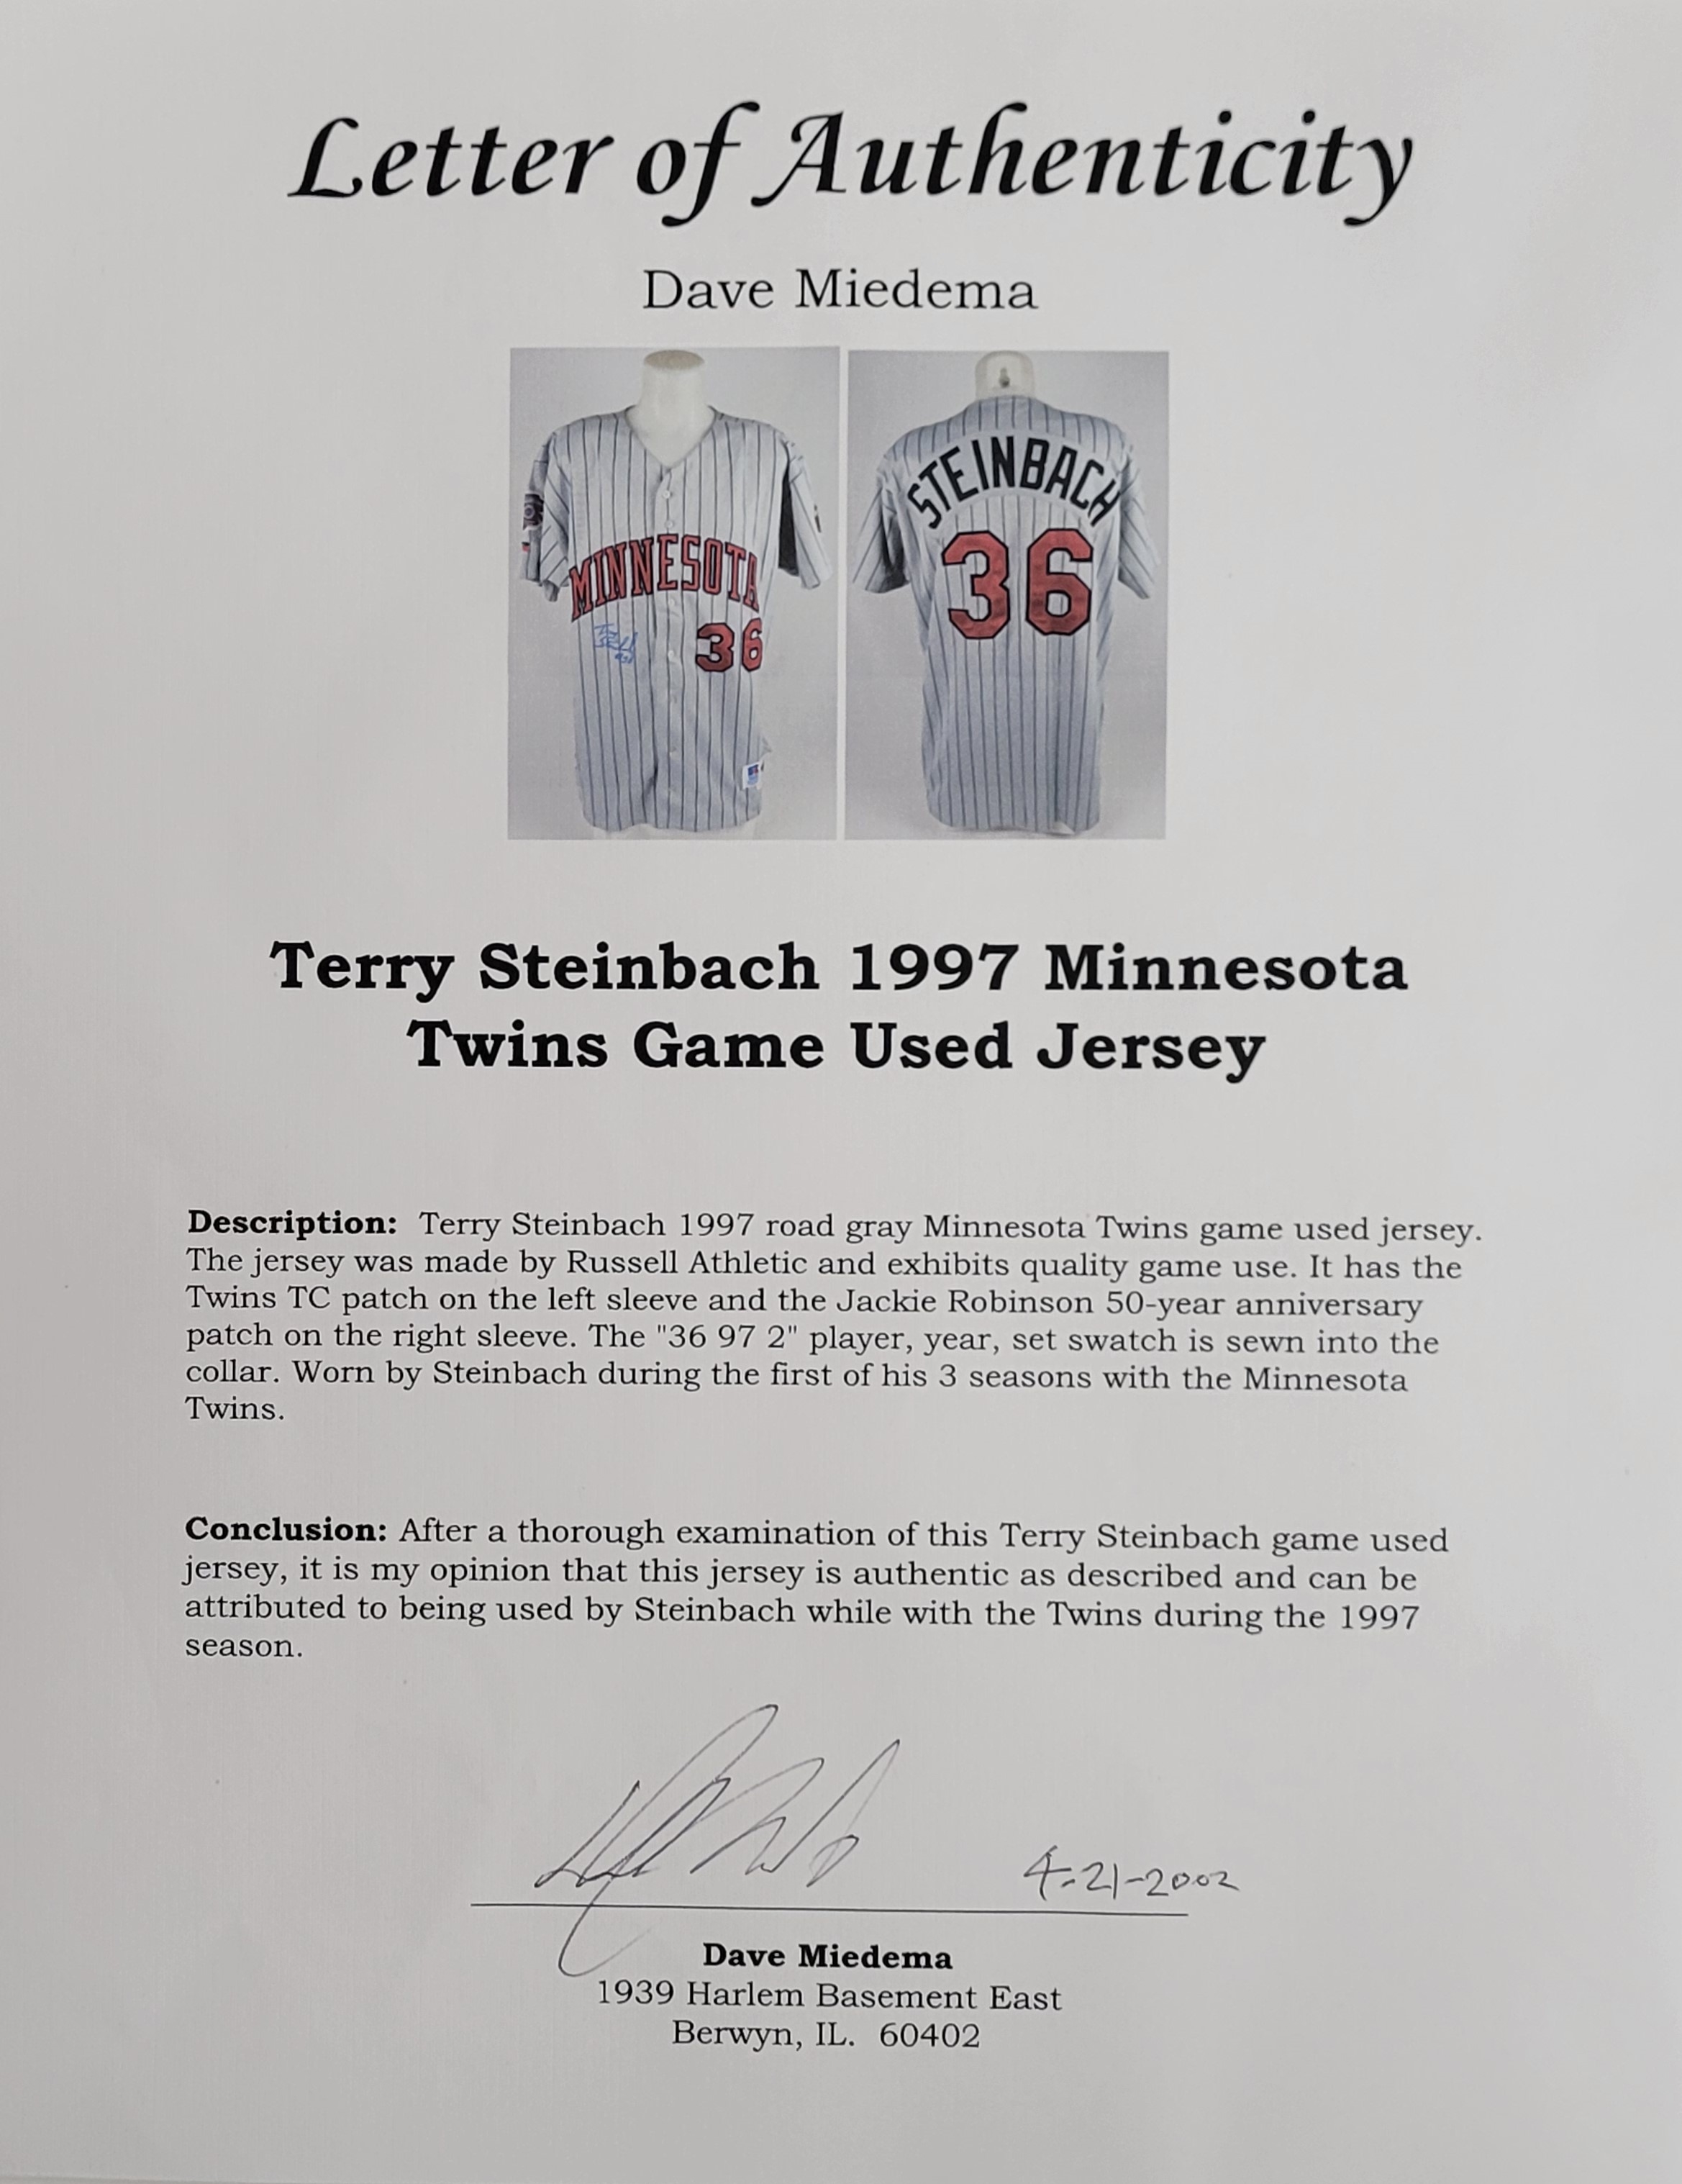 Letter of Authenticity
Dave Miedema
MINNESOTA
36
STEINBACH
36
Terry Steinbach 1997 Minnesota
Twins Game Used Jersey
Description: Terry Steinbach 1997 road gray Minnesota Twins game used jersey.
The jersey was made by Russell Athletic and exhibits quality game use. It has the
Twins TC patch on the left sleeve and the Jackie Robinson 50-year anniversary
patch on the right sleeve. The "36 97 2" player, year, set swatch is sewn into the
collar. Worn by Steinbach during the first of his 3 seasons with the Minnesota
Twins.
Conclusion: After a thorough examination of this Terry Steinbach game used
jersey, it is my opinion that this jersey is authentic as described and can be
attributed to being used by Steinbach while with the Twins during the 1997
season.
4-21-2002
Dave Miedema
1939 Harlem Basement East
Berwyn, IL. 60402